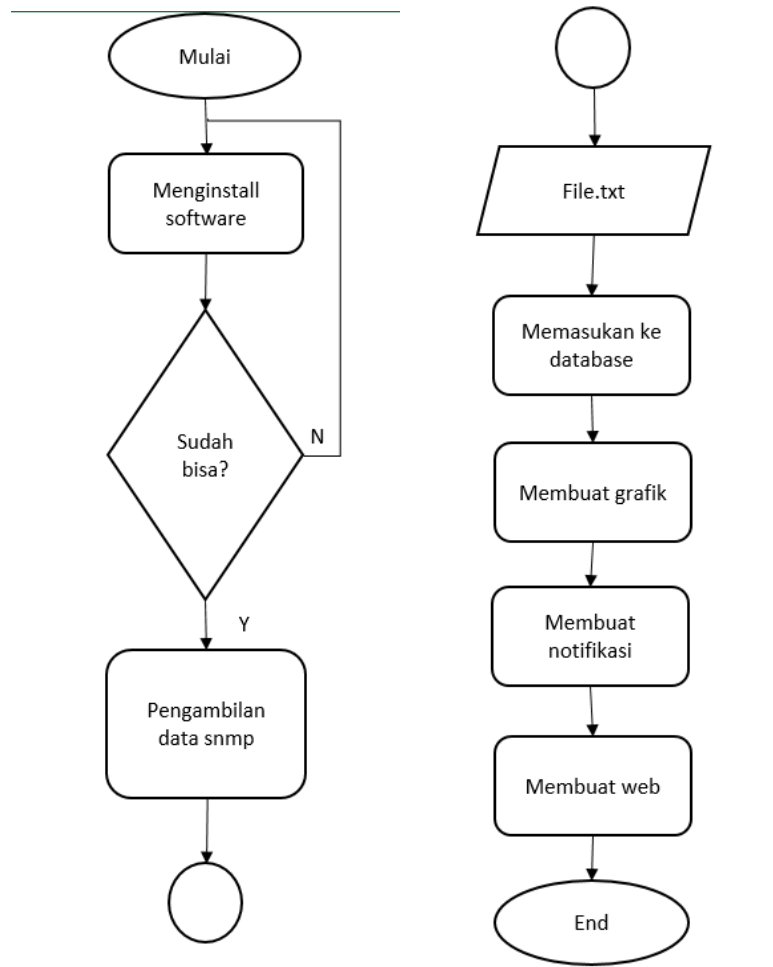 Mulai
Menginstall
software
Sudah
bisa?
N
Y
Pengambilan
data snmp
File.txt
Memasukan ke
database
Membuat grafik
Membuat
notifikasi
Membuat web
End